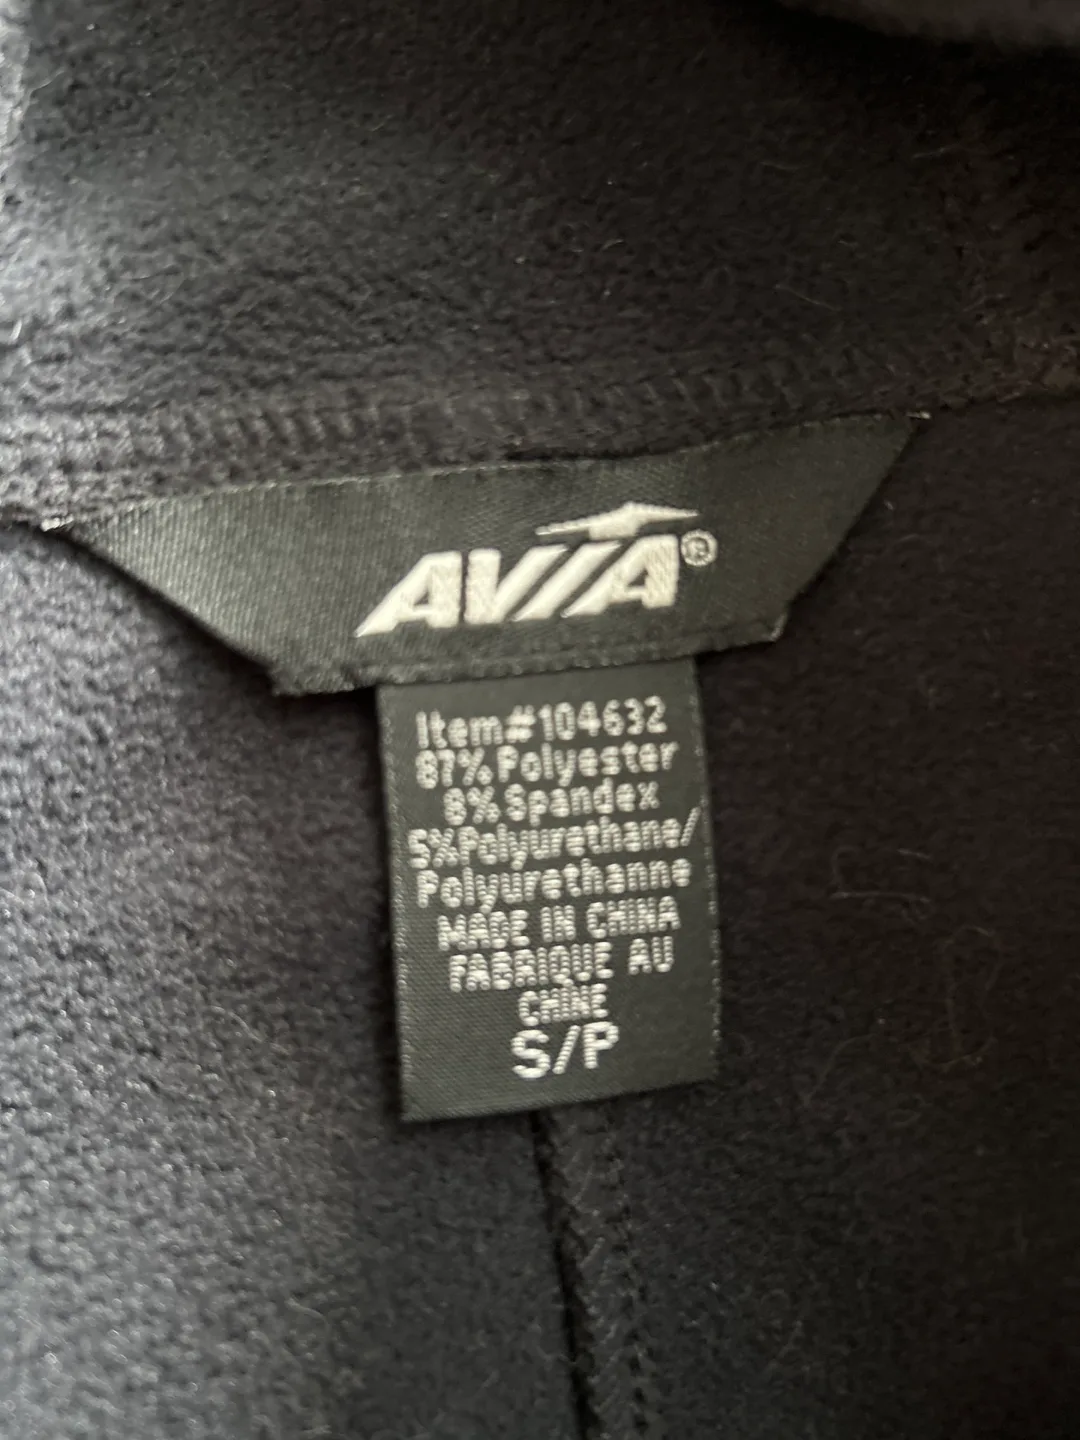 AVIA®
Item#104632
87% Polyester
8% Spandex
5% Polyurethane/
Polyurethanne
MADE IN CHINA
FABRIQUE AU
CHINE
S/P